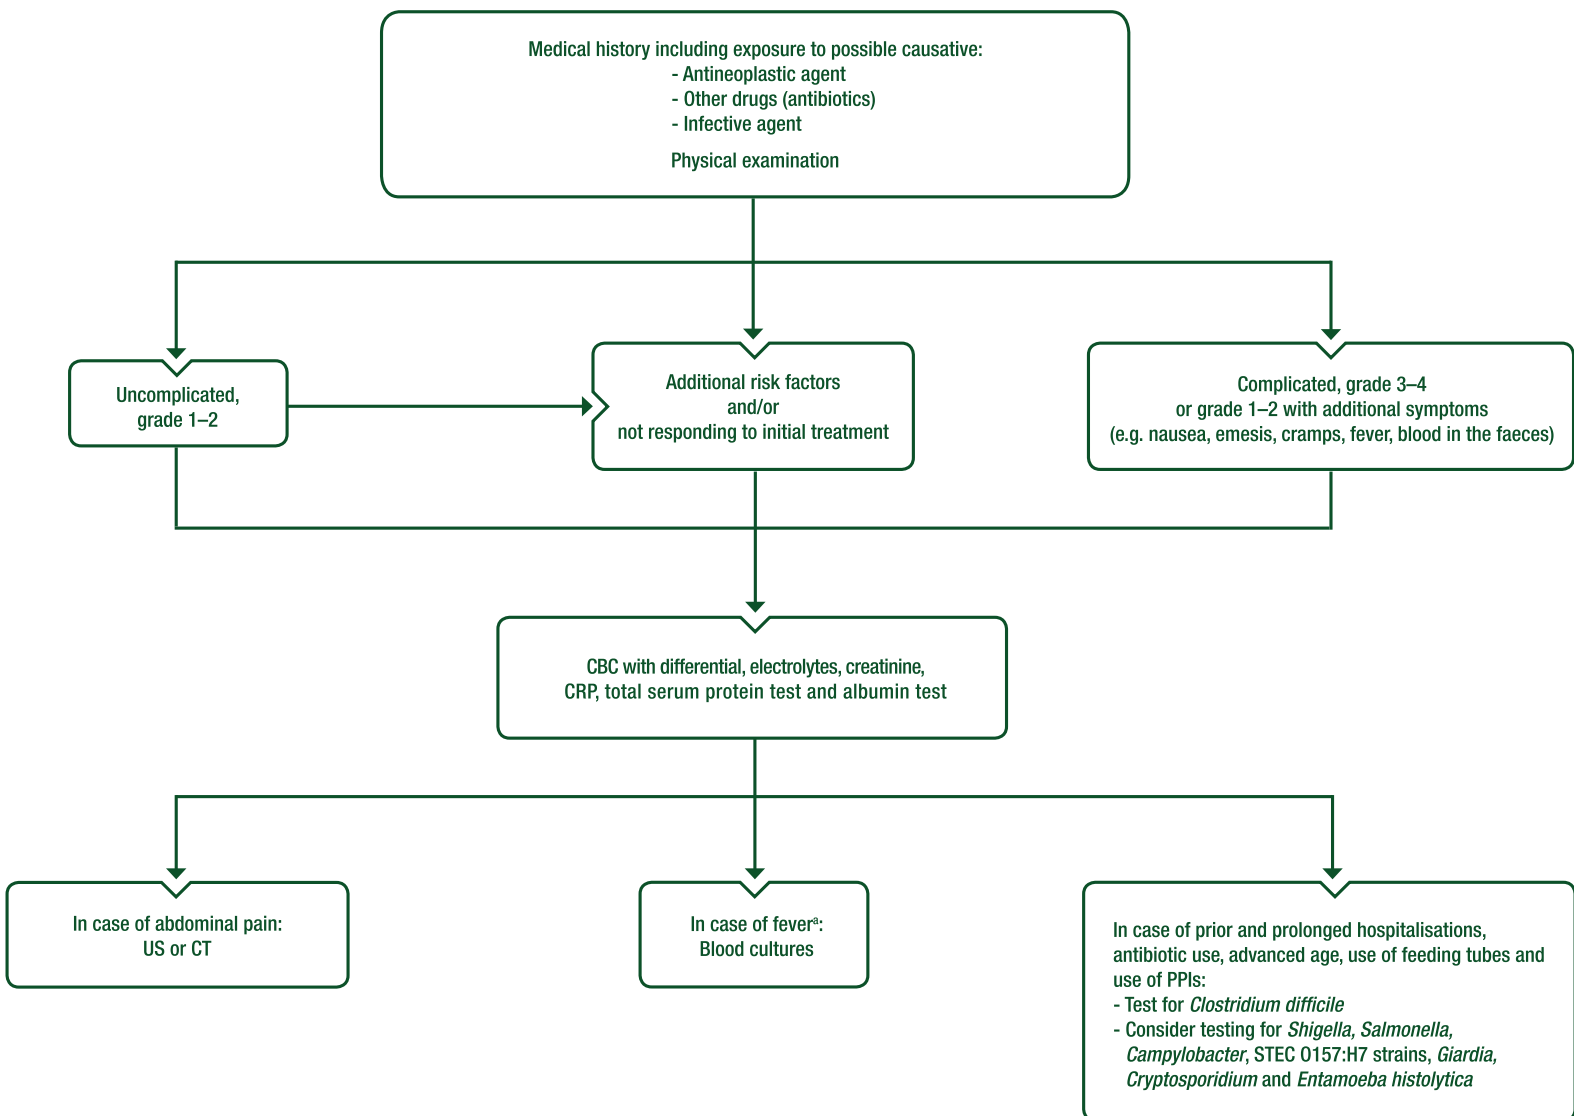 Medical history including exposure to possible causative:
- Antineoplastic agent
- Other drugs (antibiotics)
- Infective agent
Physical examination
Uncomplicated,
grade 1–2
Additional risk factors
and/or
not responding to initial treatment
Complicated, grade 3–4
or grade 1–2 with additional symptoms
(e.g. nausea, emesis, cramps, fever, blood in the faeces)
CBC with differential, electrolytes, creatinine,
CRP, total serum protein test and albumin test
In case of abdominal pain:
US or CT
In case of feverᵃ:
Blood cultures
In case of prior and prolonged hospitalisations,
antibiotic use, advanced age, use of feeding tubes and
use of PPIs:
- Test for Clostridium difficile
- Consider testing for Shigella, Salmonella,
Campylobacter, STEC 0157:H7 strains, Giardia,
Cryptosporidium and Entamoeba histolytica